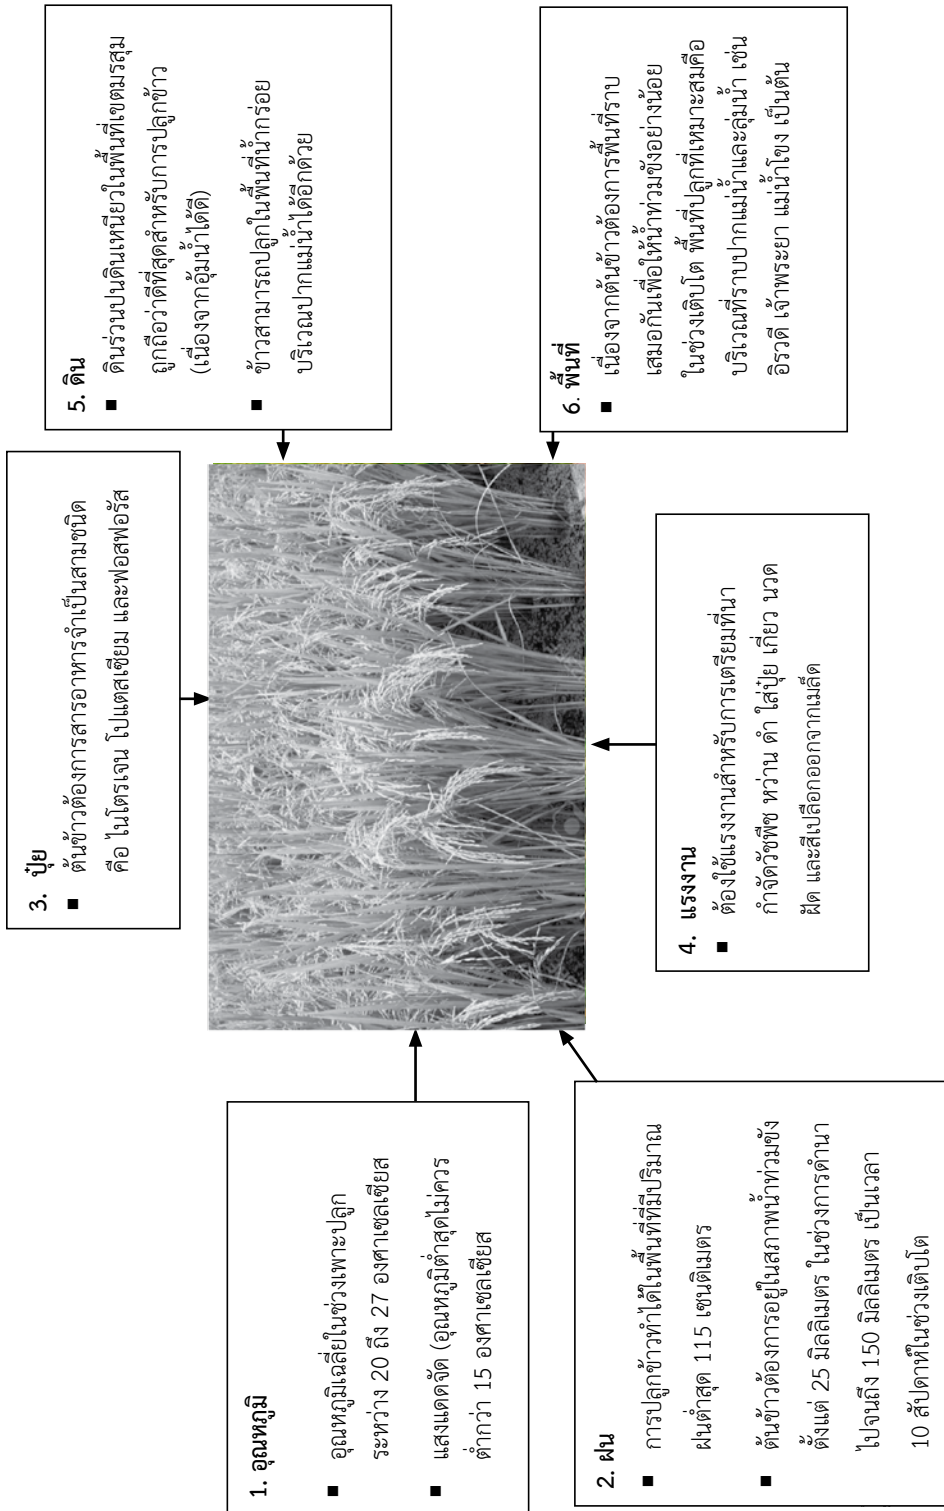 1. อุณหภูมิ
■ อุณหภูมิเฉลี่ยในช่วงเพาะปลูก
ระหว่าง 20 ถึง 27 องศาเซลเซียส
■ แสงแดดจัด (อุณหภูมิต่ำสุดไม่ควร
ต่ำกว่า 15 องศาเซลเซียส
2. ฝน
■ การปลูกข้าวทำได้ในพื้นที่ที่มีปริมาณ
ฝนต่ำสุด 115 เซนติเมตร
■ ต้นข้าวต้องการอยู่ในสภาพน้ำท่วมขัง
ตั้งแต่ 25 มิลลิเมตร ในช่วงการดำนา
ไปจนถึง 150 มิลลิเมตร เป็นเวลา
10 สัปดาห์ในช่วงเติบโต
3. ปุ๋ย
■ ต้นข้าวต้องการสารอาหารจำเป็นสามชนิด
คือ ไนโตรเจน โปแตสเซียม และฟอสฟอรัส
4. แรงงาน
■ ต้องใช้แรงงานสำหรับการเตรียมที่นา
กำจัดวัชพืช หว่าน ดำ ใส่ปุ๋ย เกี่ยว นวด
ฝัด และสีเปลือกออกจากเมล็ด
5. ดิน
■ ดินร่วนปนดินเหนียวในพื้นที่เขตมรสุม
ถูกถือว่าดีที่สุดสำหรับการปลูกข้าว
(เนื่องจากอุ้มน้ำได้ดี)
■ ข้าวสามารถปลูกในพื้นที่น้ำกร่อย
บริเวณปากแม่น้ำได้อีกด้วย
6. พื้นที่
■ เนื่องจากต้นข้าวต้องการพื้นที่ราบ
เสมอกันเพื่อให้น้ำท่วมขังอย่างน้อย
ในช่วงเติบโต พื้นที่ปลูกที่เหมาะสมคือ
บริเวณที่ราบปากแม่น้ำและลุ่มน้ำ เช่น
อิรวดี เจ้าพระยา แม่น้ำโขง เป็นต้น